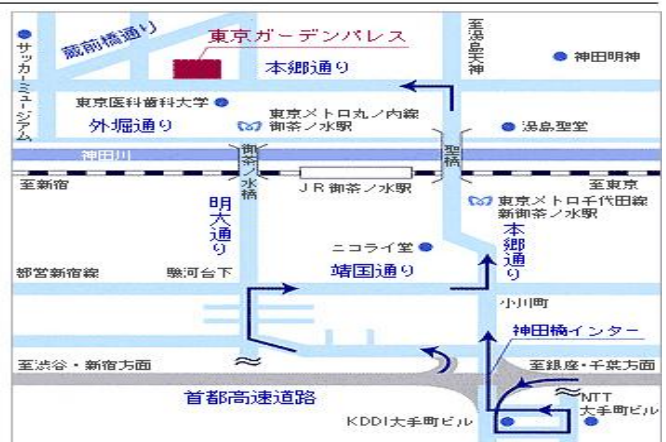 蔵前橋通り
東京ガーデンパレス
至湯島天神
サッカーミュージアム
本郷通り
神田明神
東京医科歯科大学
東京メトロ丸ノ内線
御茶ノ水駅
外堀通り
湯島聖堂
神田川
御茶ノ水橋
聖橋
至新宿
JR御茶ノ水駅
至東京
東京メトロ千代田線
新御茶ノ水駅
明大通り
本郷通り
ニコライ堂
都営新宿線
駿河台下
靖国通り
小川町
神田橋インター
至渋谷・新宿方面
至銀座・千葉方面
首都高速道路
NTT
大手町ビル
KDDI大手町ビル